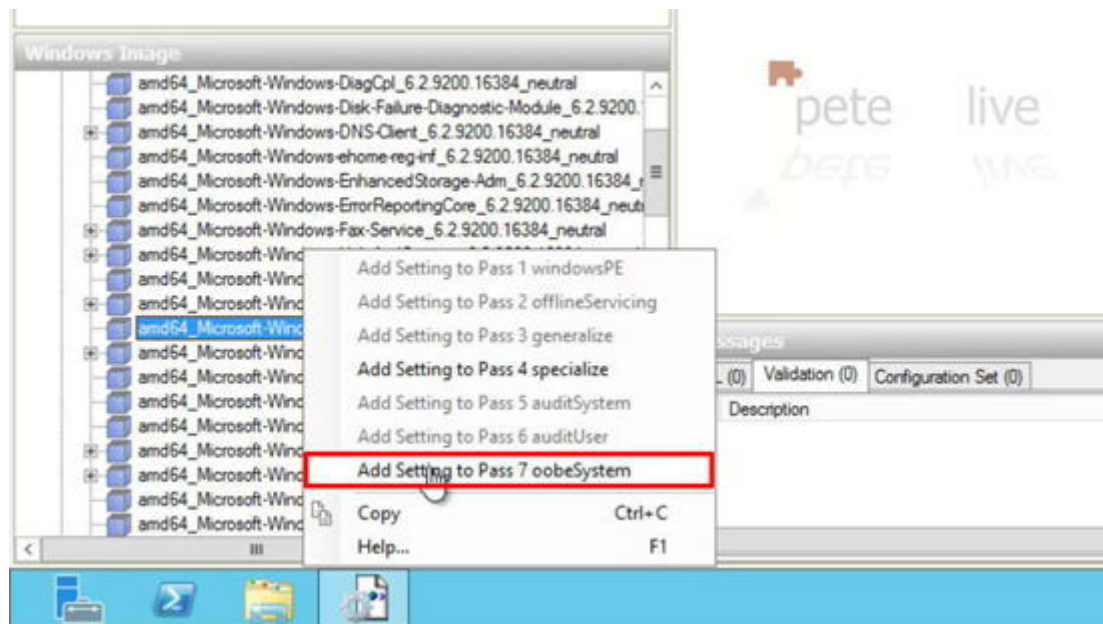 Windows Image
amd64_Microsoft-Windows-DiagCpl_6.2.9200.16384_neutral
amd64_Microsoft-Windows-Disk-Failure-Diagnostic-Module_6.2.9200.
amd64_Microsoft-Windows-DNS-Client_6.2.9200.16384_neutral
amd64_Microsoft-Windows-ehome-reg-inf_6.2.9200.16384_neutral
amd64_Microsoft-Windows-EnhancedStorage-Adm_6.2.9200.16384_r
amd64_Microsoft-Windows-ErrorReportingCore_6.2.9200.16384_neut
amd64_Microsoft-Windows-Fax-Service_6.2.9200.16384_neutral
amd64_Microsoft-Wind
amd64_Microsoft-Wind
amd64_Microsoft-Wind
amd64_Microsoft-Wind
amd64_Microsoft-Wind
amd64_Microsoft-Wind
amd64_Microsoft-Wind
amd64_Microsoft-Wind
amd64_Microsoft-Wind
amd64_Microsoft-Wind
amd64_Microsoft-Wind
amd64_Microsoft-Wind
Add Setting to Pass 1 windowsPE
Add Setting to Pass 2 offlineServicing
Add Setting to Pass 3 generalize
Add Setting to Pass 4 specialize
Add Setting to Pass 5 auditSystem
Add Setting to Pass 6 auditUser
Add Setting to Pass 7 oobeSystem
Copy Ctrl+C
Help... F1
pete live
ssages
(0) Validation (0) Configuration Set (0)
Description